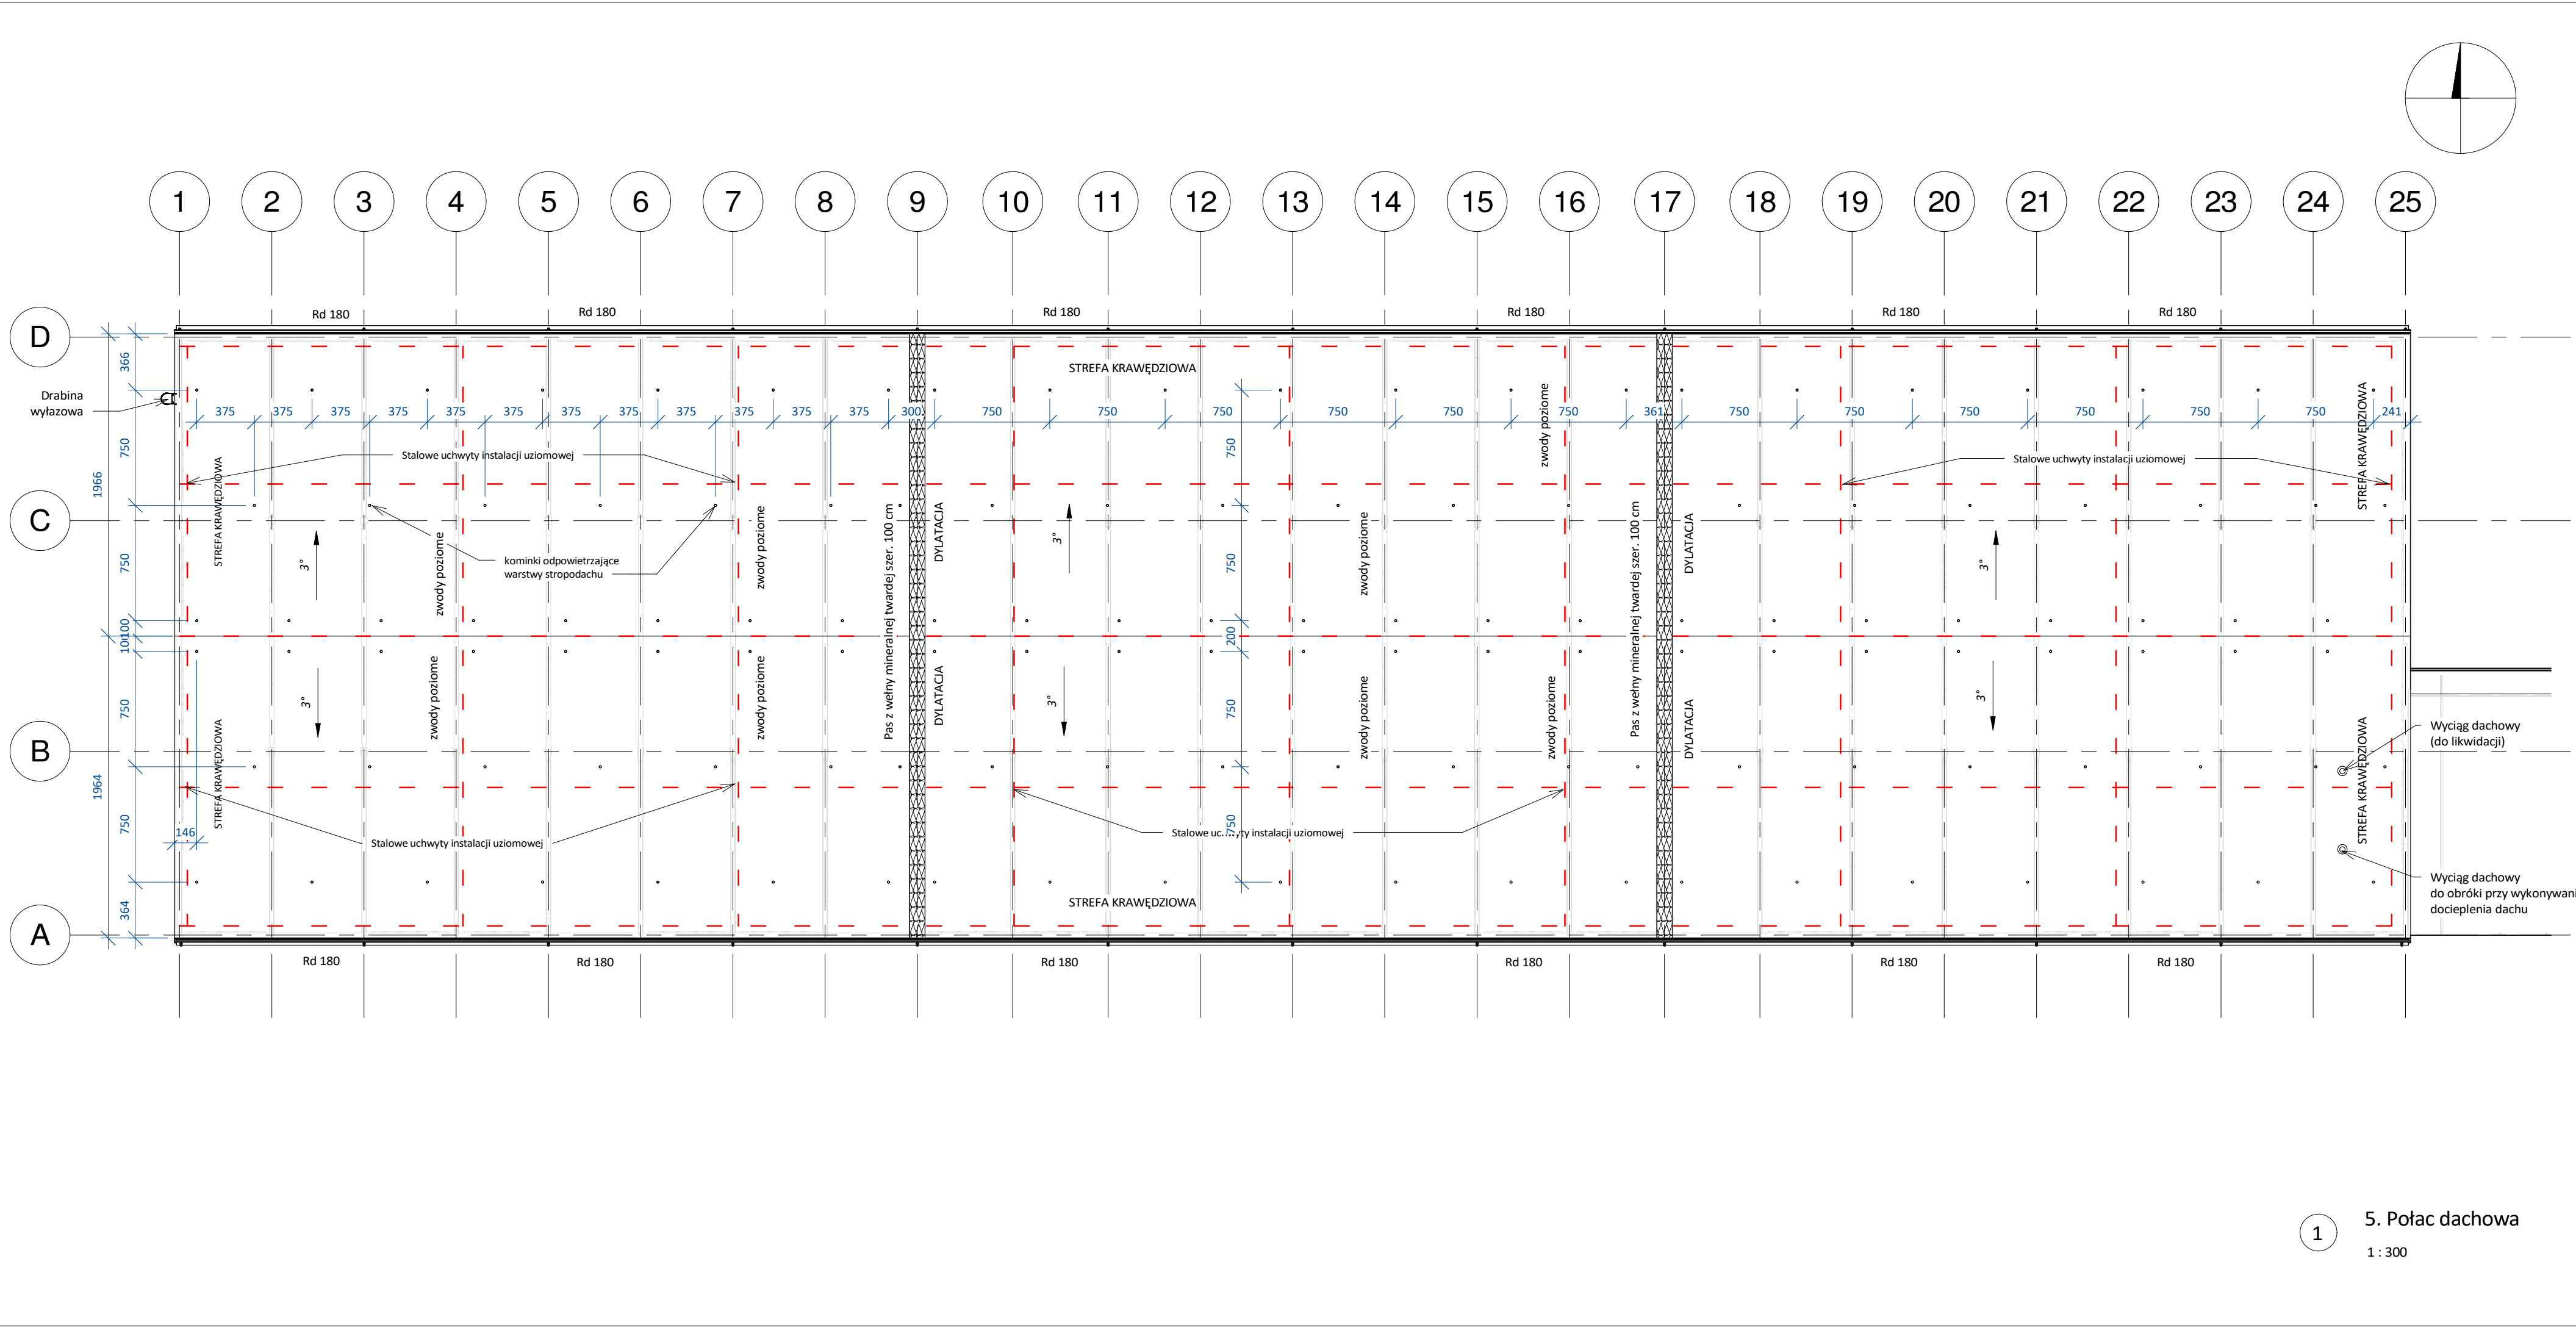 1 2 3 4 5 6 7 8 9 10 11 12 13 14 15 16 17 18 19 20 21 22 23 24 25
Rd 180 Rd 180 Rd 180 Rd 180 Rd 180 Rd 180
D
366
STREFA KRAWĘDZIOWA
Drabina
wyłazowa
375 375 375 375 375 375 375 375 375 375 375 375 300 750 750 750 750 750 750 361 750 750 750 750 750 750 241
zwody poziome
STREFA KRAWĘDZIOWA
750
750
1966
Stalowe uchwyty instalacji uziomowej
Stalowe uchwyty instalacji uziomowej
STREFA KRAWĘDZIOWA
C
kominki odpowietrzające
warstwy stropodachu
3°
3°
3°
zwody poziome
zwody poziome
zwody poziome
DYLATACJA
DYLATACJA
Pas z wełny mineralnej twardej szer. 100 cm
Pas z wełny mineralnej twardej szer. 100 cm
750
750
100
100
200
3°
3°
3°
zwody poziome
zwody poziome
zwody poziome
zwody poziome
DYLATACJA
DYLATACJA
750
750
B
Wyciąg dachowy
(do likwidacji)
STREFA KRAWĘDZIOWA
STREFA KRAWĘDZIOWA
1964
750
750
146
Stalowe uchwyty instalacji uziomowej
Stalowe uc...yty instalacji uziomowej
Wyciąg dachowy
do obróki przy wykonywani
docieplenia dachu
364
STREFA KRAWĘDZIOWA
A
Rd 180 Rd 180 Rd 180 Rd 180 Rd 180 Rd 180
1
5. Połac dachowa
1 : 300